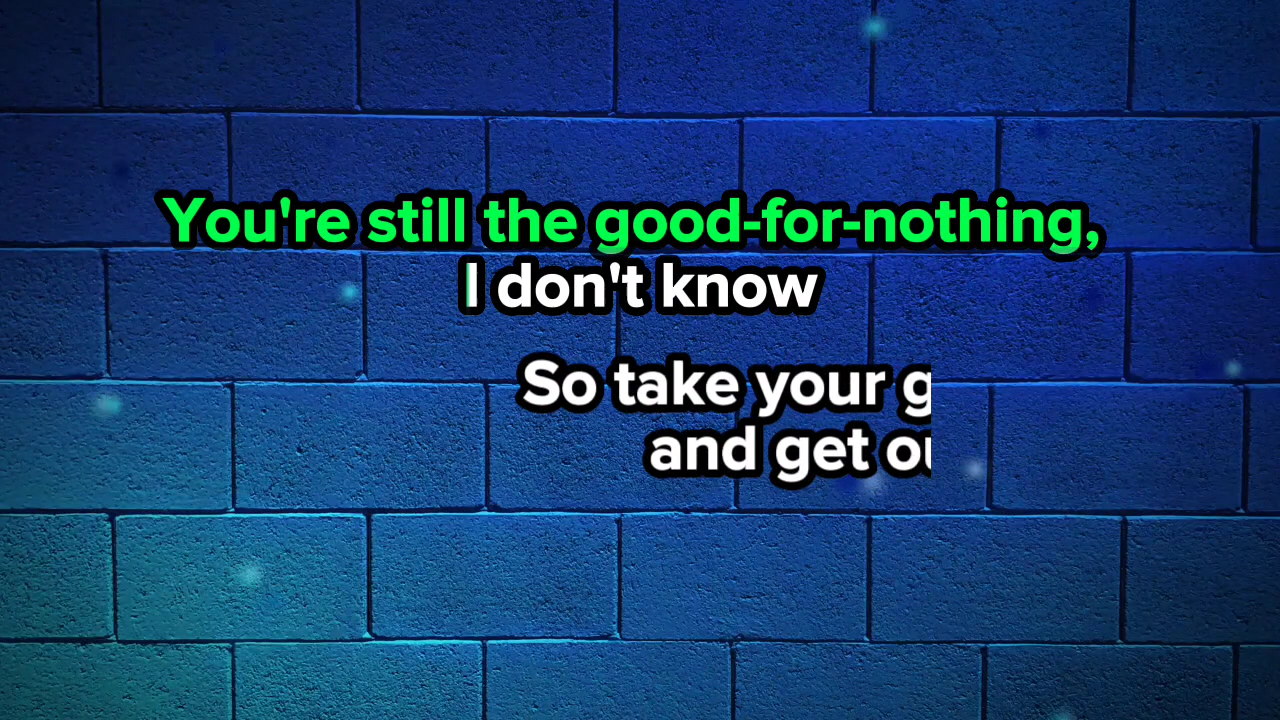 You're still the good-for-nothing,
I don't know
So take your
and get